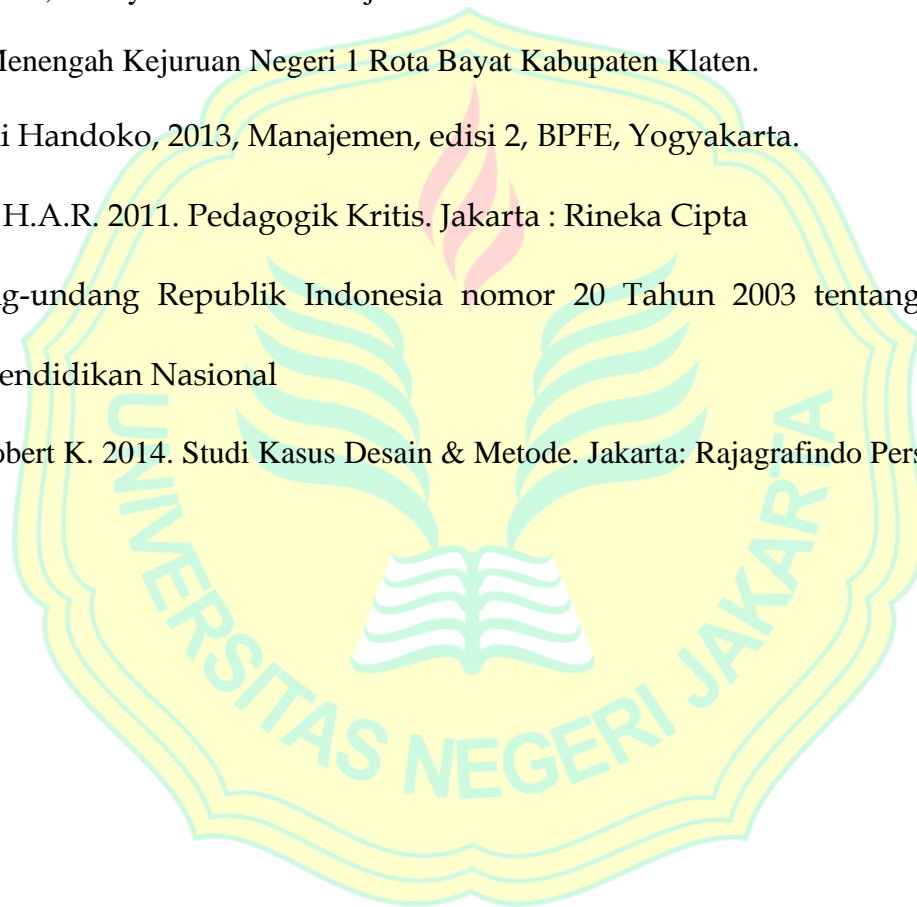 Menengah Kejuruan Negeri 1 Rota Bayat Kabupaten Klaten.
i Handoko, 2013, Manajemen, edisi 2, BPFE, Yogyakarta.
H.A.R. 2011. Pedagogik Kritis. Jakarta : Rineka Cipta
g-undang Republik Indonesia nomor 20 Tahun 2003 tentang
endidikan Nasional
obert K. 2014. Studi Kasus Desain & Metode. Jakarta: Rajagrafindo Pers
UNIVERSITAS NEGERI JAKARTA